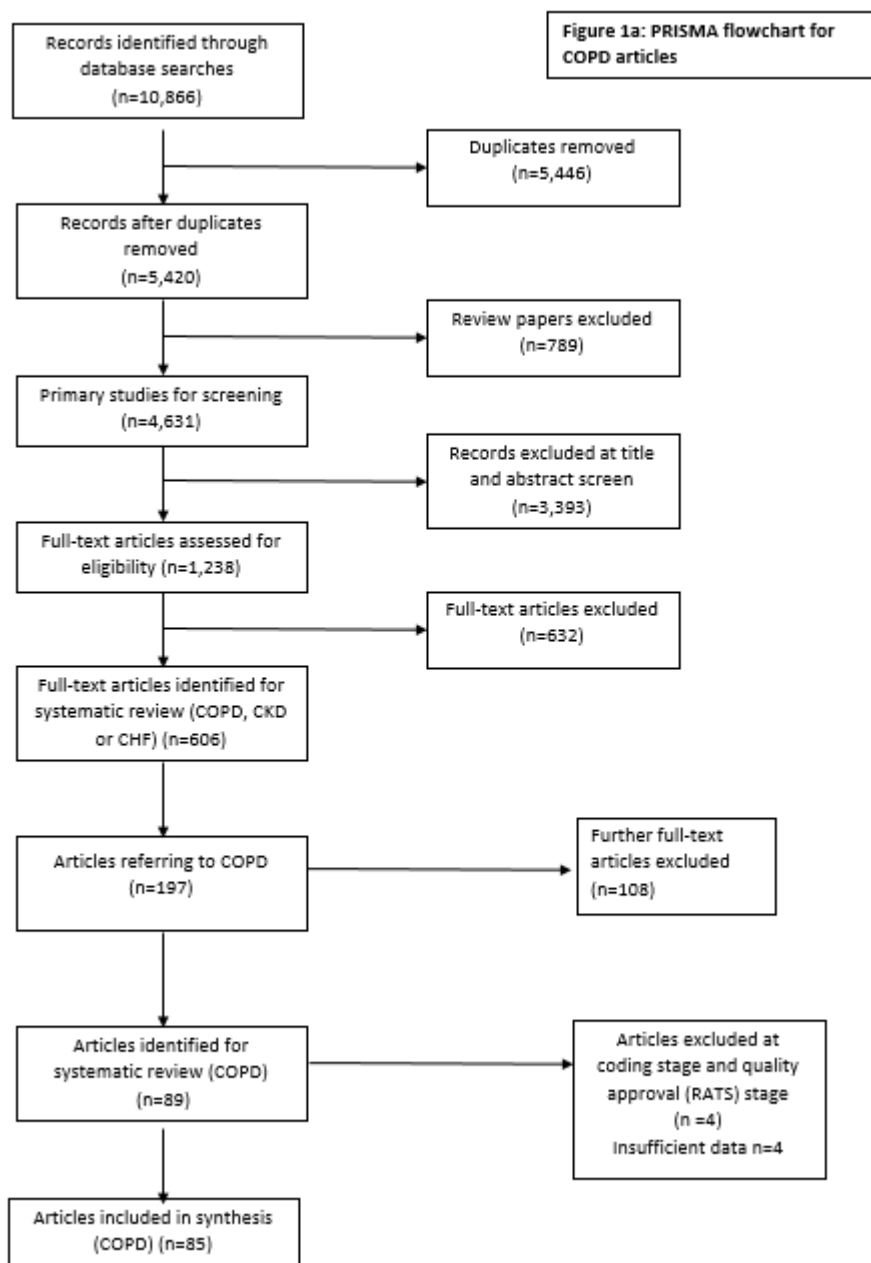 Figure 1a: PRISMA flowchart for
COPD articles
Records identified through
database searches
(n=10,866)
Duplicates removed
(n=5,446)
Records after duplicates
removed
(n=5,420)
Review papers excluded
(n=789)
Primary studies for screening
(n=4,631)
Records excluded at title
and abstract screen
(n=3,393)
Full-text articles assessed for
eligibility (n=1,238)
Full-text articles excluded
(n=632)
Full-text articles identified for
systematic review (COPD, CKD
or CHF) (n=606)
Articles referring to COPD
(n=197)
Further full-text
articles excluded
(n=108)
Articles identified for
systematic review (COPD)
(n=89)
Articles excluded at
coding stage and quality
approval (RATS) stage
(n =4)
Insufficient data n=4
Articles included in synthesis
(COPD) (n=85)